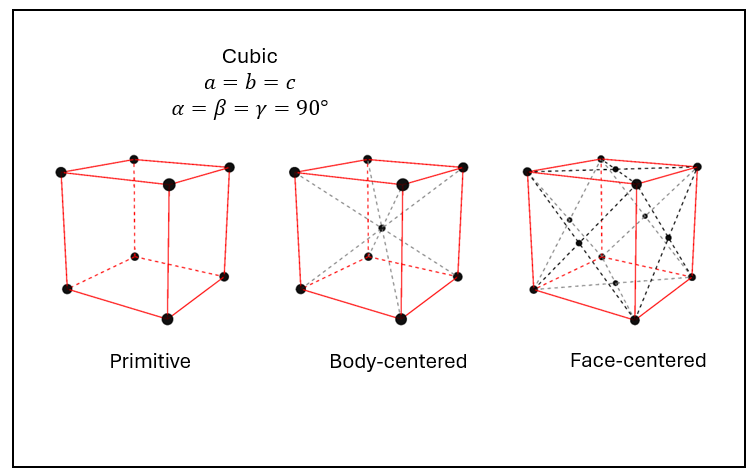 Cubic
𝑎 = 𝑏 = 𝑐
𝛼 = 𝛽 = 𝛾 = 90°
Primitive
Body-centered
Face-centered